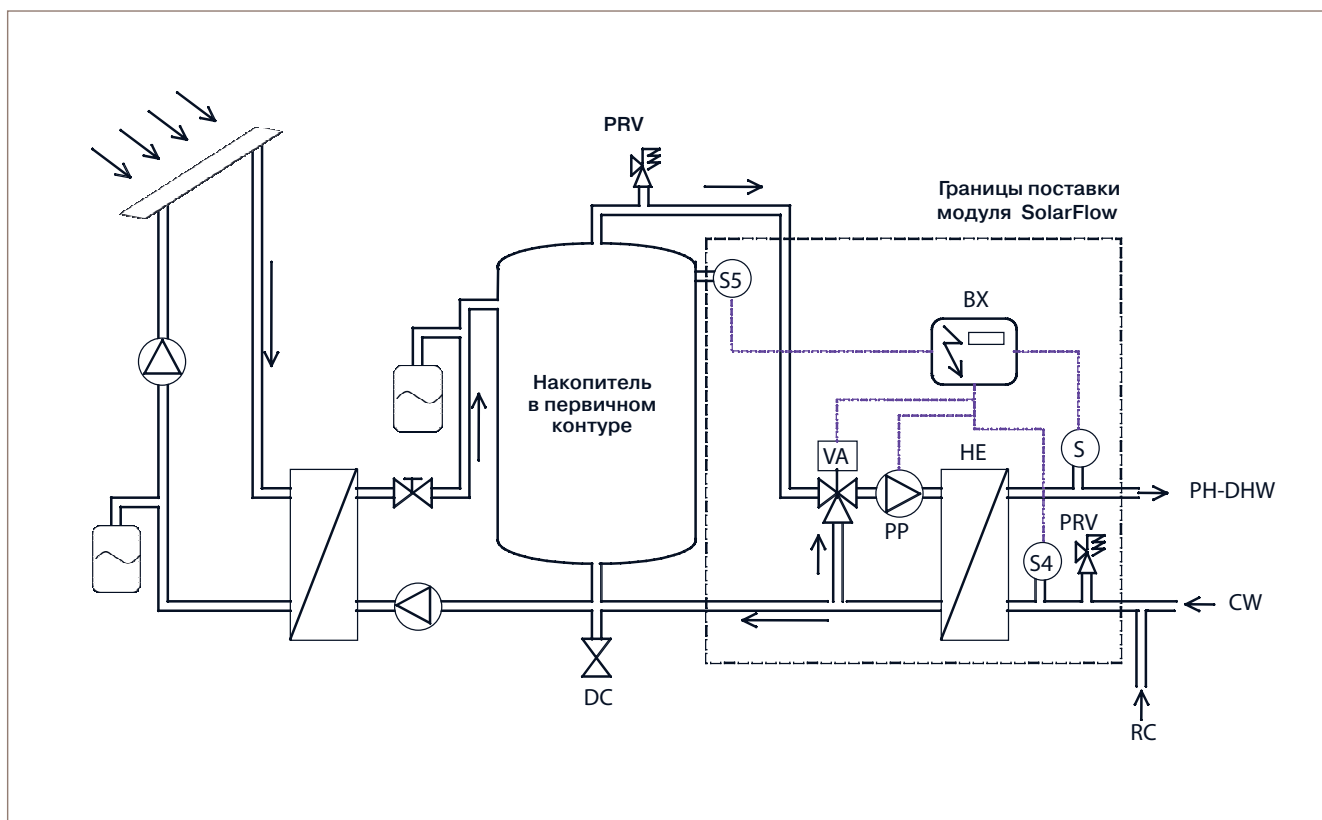 PRV
Границы поставки
модуля SolarFlow
S5
BX
Накопитель
в первичном
контуре
VA
HE
S
PP
PH-DHW
PRV
S4
CW
DC
RC